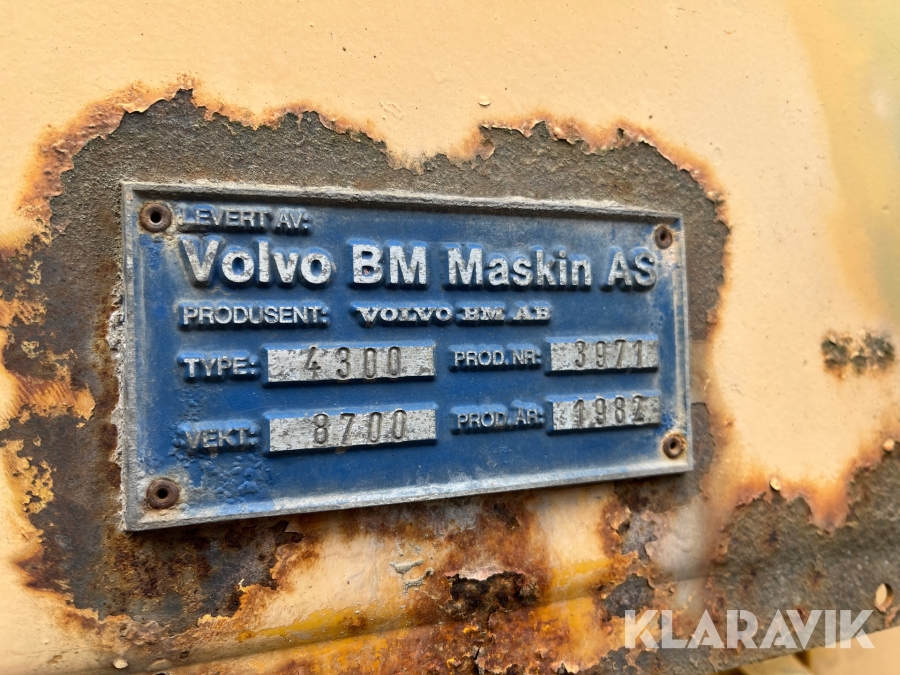 LEVERT AV:
Volvo BM Maskin AS
PRODUSENT: VOLVO BM AB
TYPE: 4300 PROD. NR: 3971
VEKT: 8700 PROD. ÅR: 1982
KLARAVIK